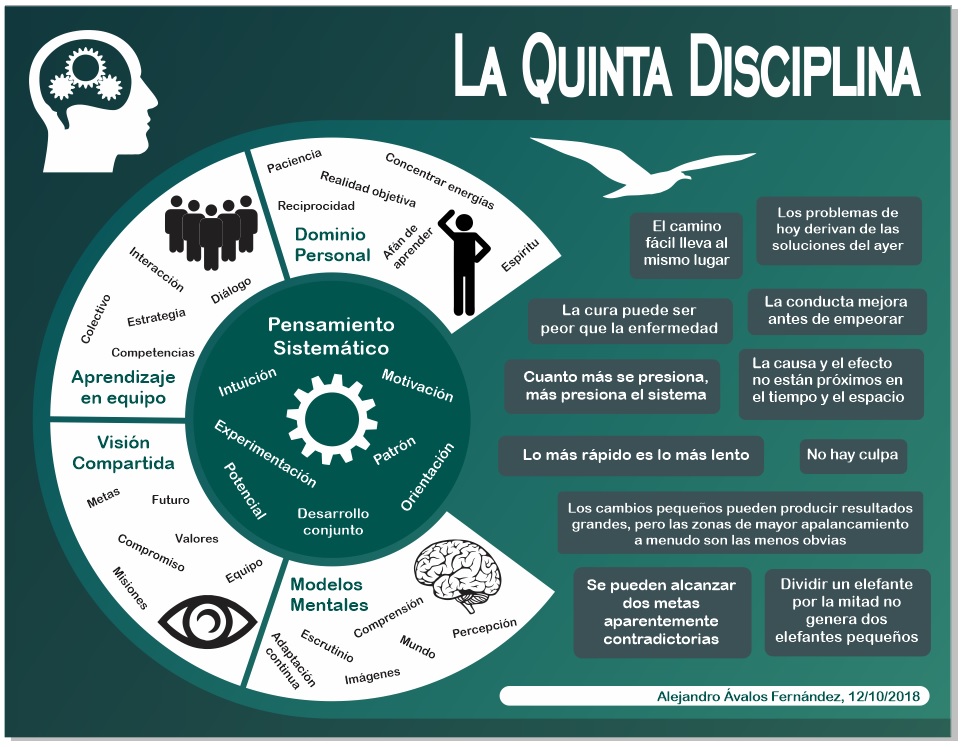 LA QUINTA DISCIPLINA
Paciencia
Concentrar energías
Realidad objetiva
Reciprocidad
Dominio
Personal
Afán de
aprender
Espíritu
Interacción
Diálogo
Colectivo
Estrategia
Competencias
Aprendizaje
en equipo
Pensamiento
Sistemático
Intuición
Motivación
Experimentación
Patrón
Potencial
Orientación
Desarrollo
conjunto
Visión
Compartida
Metas
Futuro
Valores
Compromiso
Equipo
Misiones
Modelos
Mentales
Comprensión
Escrutinio
Percepción
Mundo
Adaptación
continua
Imágenes
El camino
fácil lleva al
mismo lugar
Los problemas de
hoy derivan de las
soluciones del ayer
La cura puede ser
peor que la enfermedad
La conducta mejora
antes de empeorar
Cuanto más se presiona,
más presiona el sistema
La causa y el efecto
no están próximos en
el tiempo y el espacio
Lo más rápido es lo más lento
No hay culpa
Los cambios pequeños pueden producir resultados
grandes, pero las zonas de mayor apalancamiento
a menudo son las menos obvias
Se pueden alcanzar
dos metas
aparentemente
contradictorias
Dividir un elefante
por la mitad no
genera dos
elefantes pequeños
Alejandro Ávalos Fernández, 12/10/2018